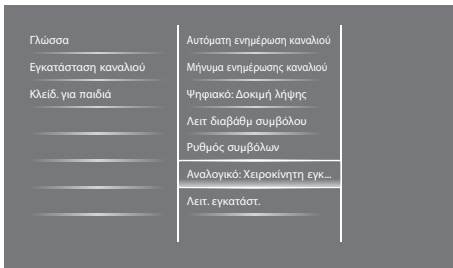 Γλώσσα
Εγκατάσταση καναλιού
Κλείδ. για παιδιά
Αυτόματη ενημέρωση καναλιού
Μήνυμα ενημέρωσης καναλιού
Ψηφιακό: Δοκιμή λήψης
Λειτ διαβάθμ συμβόλου
Ρυθμός συμβόλων
Αναλογικό: Χειροκίνητη εγκ...
Λειτ. εγκατάστ.